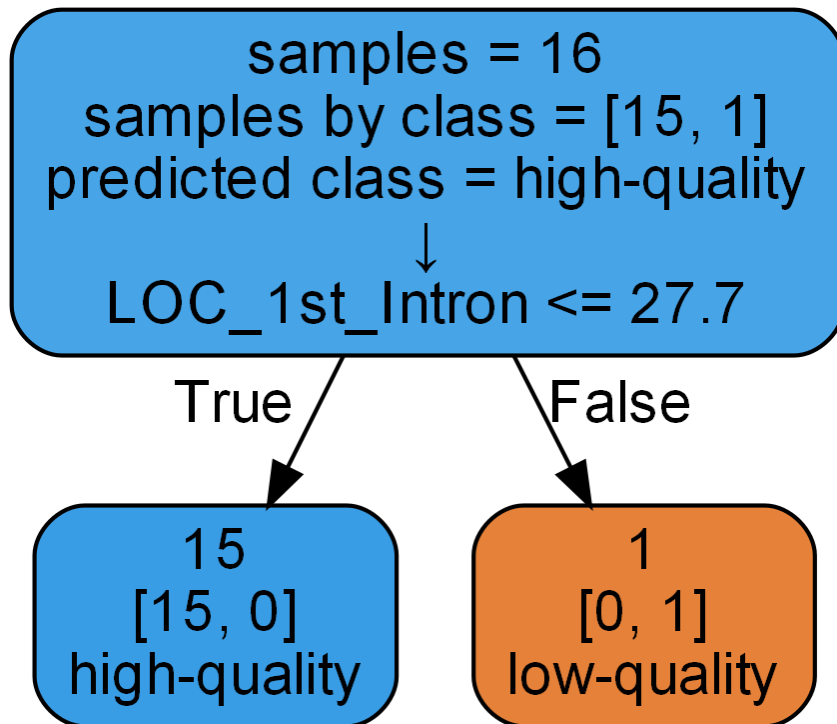 samples = 16
samples by class = [15, 1]
predicted class = high-quality
↓
LOC_1st_Intron <= 27.7
True
False
15
[15, 0]
high-quality
1
[0, 1]
low-quality